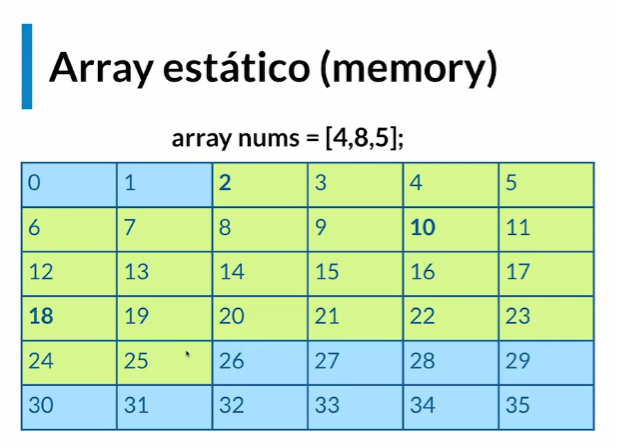 Array estático (memory)
array nums = [4,8,5];
0 1 2 3 4 5
6 7 8 9 10 11
12 13 14 15 16 17
18 19 20 21 22 23
24 25 26 27 28 29
30 31 32 33 34 35